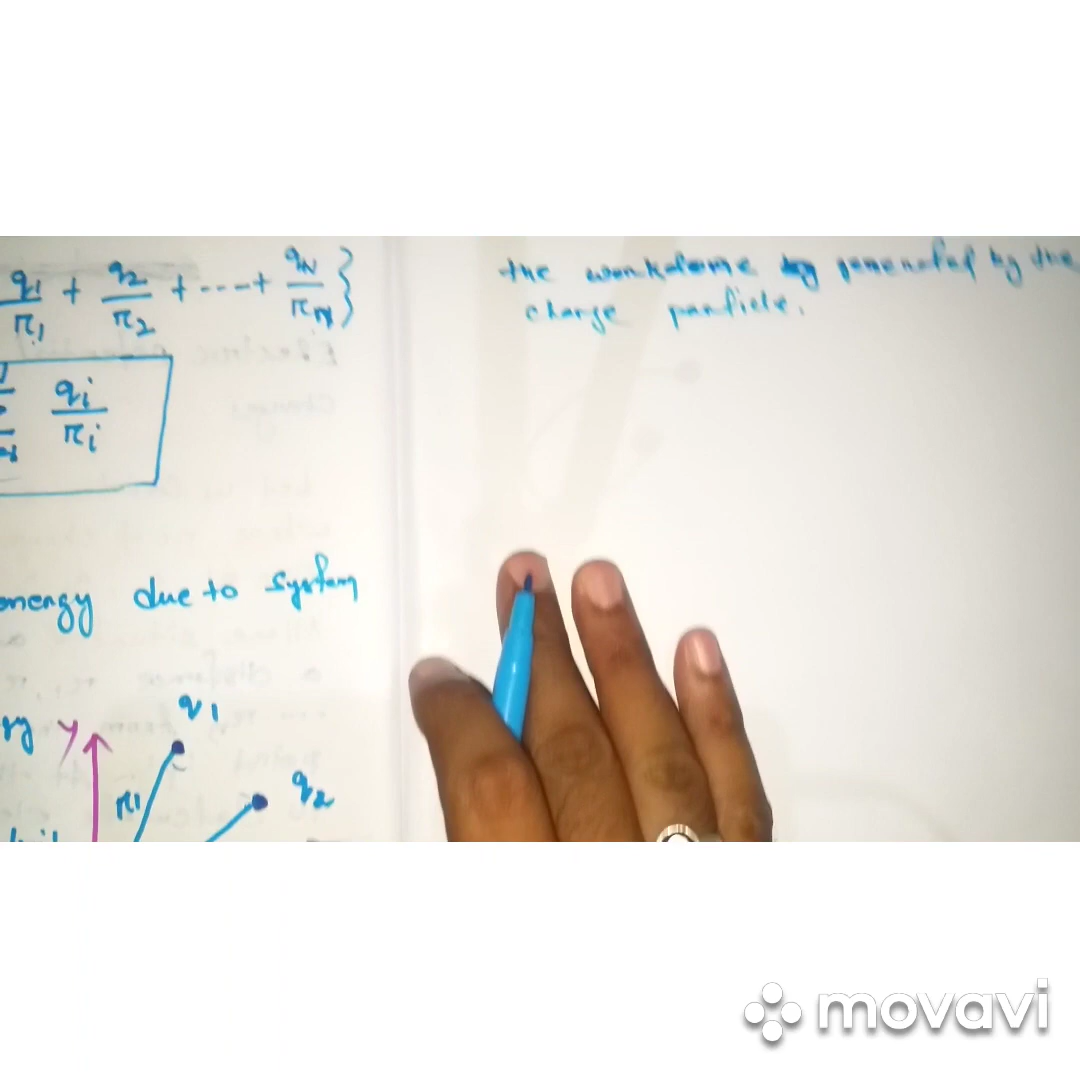 q1/r1 + q2/r2 + ----+ qN/rN }
qi/ri
energy due to system
y
q1
r1
q2
the workdone by generated by the
charge particle.
movavi